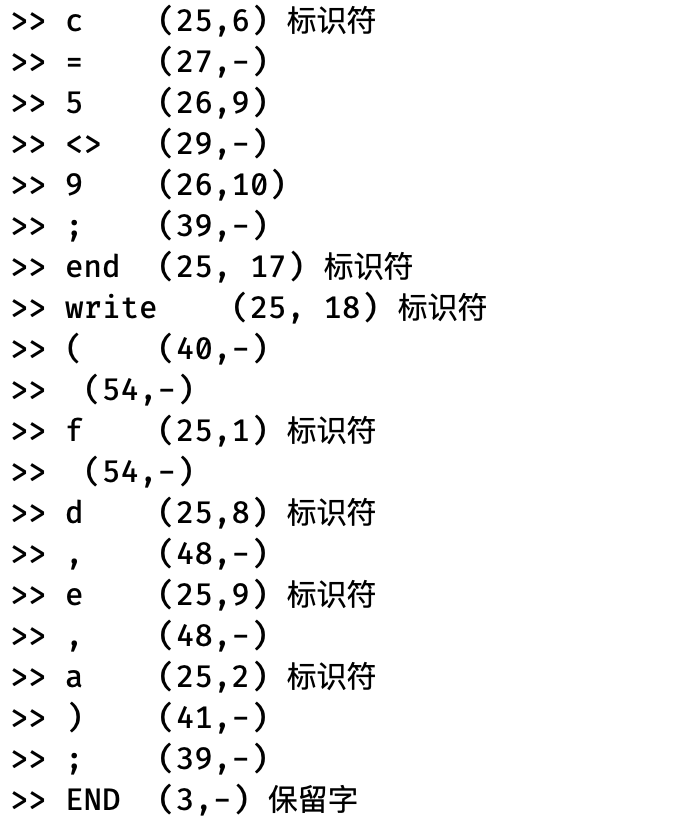 >> c    (25,6) 标识符
>> =    (27,-)
>> 5    (26,9)
>> <>   (29,-)
>> 9    (26,10)
>> ;    (39,-)
>> end  (25, 17) 标识符
>> write    (25, 18) 标识符
>> (    (40,-)
>>  (54,-)
>> f    (25,1) 标识符
>>  (54,-)
>> d    (25,8) 标识符
>> ,    (48,-)
>> e    (25,9) 标识符
>> ,    (48,-)
>> a    (25,2) 标识符
>> )    (41,-)
>> ;    (39,-)
>> END  (3,-) 保留字